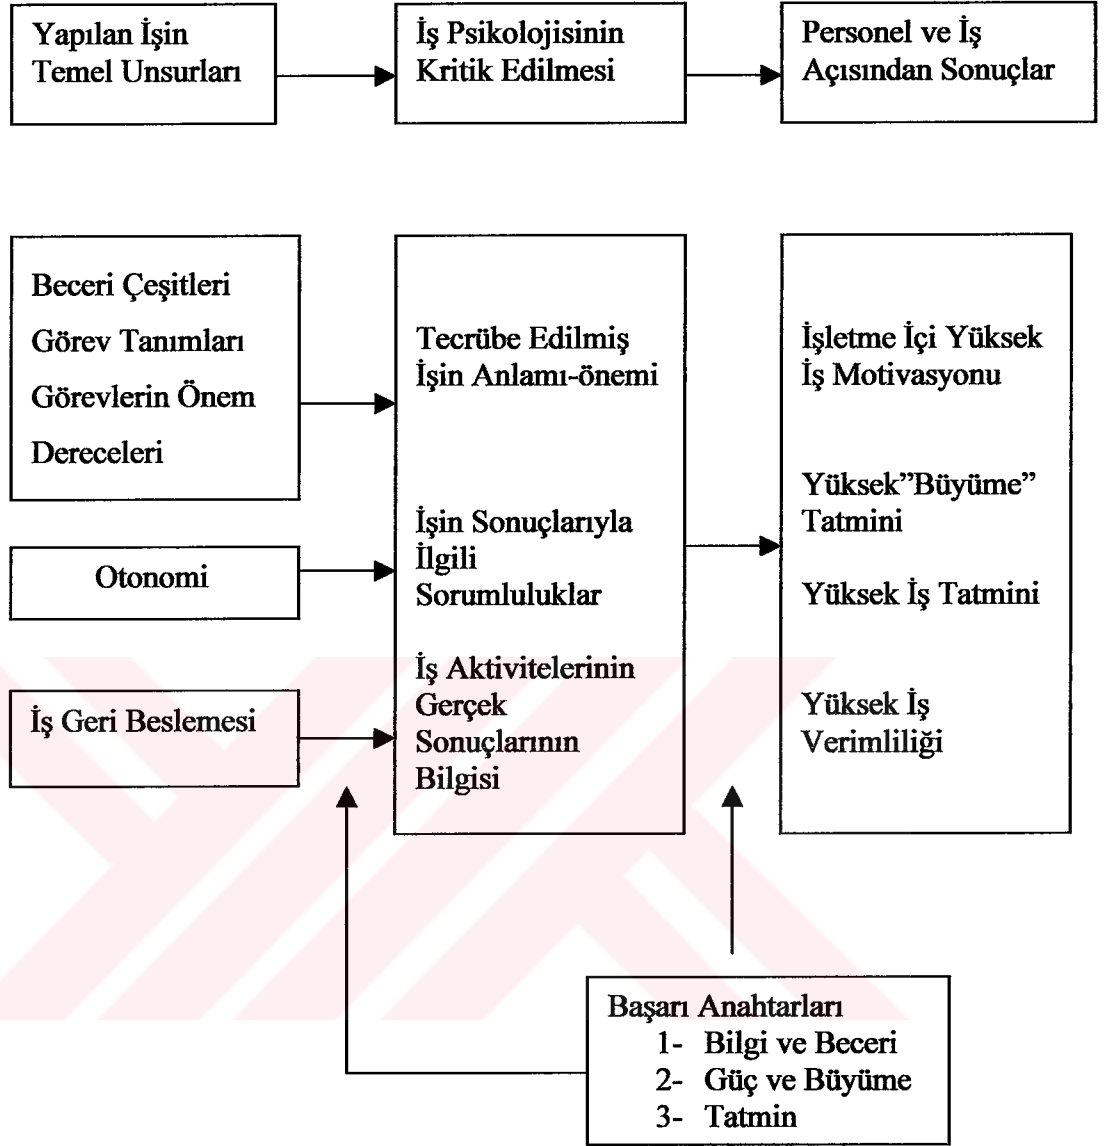 Yapılan İşin
Temel Unsurları
İş Psikolojisinin
Kritik Edilmesi
Personel ve İş
Açısından Sonuçlar
Beceri Çeşitleri
Görev Tanımları
Görevlerin Önem
Dereceleri
Otonomi
İş Geri Beslemesi
Tecrübe Edilmiş
İşin Anlamı-önemi
İşin Sonuçlarıyla
İlgili
Sorumluluklar
İş Aktivitelerinin
Gerçek
Sonuçlarının
Bilgisi
İşletme İçi Yüksek
İş Motivasyonu
Yüksek”Büyüme”
Tatmini
Yüksek İş Tatmini
Yüksek İş
Verimliliği
Başarı Anahtarları
1- Bilgi ve Beceri
2- Güç ve Büyüme
3- Tatmin